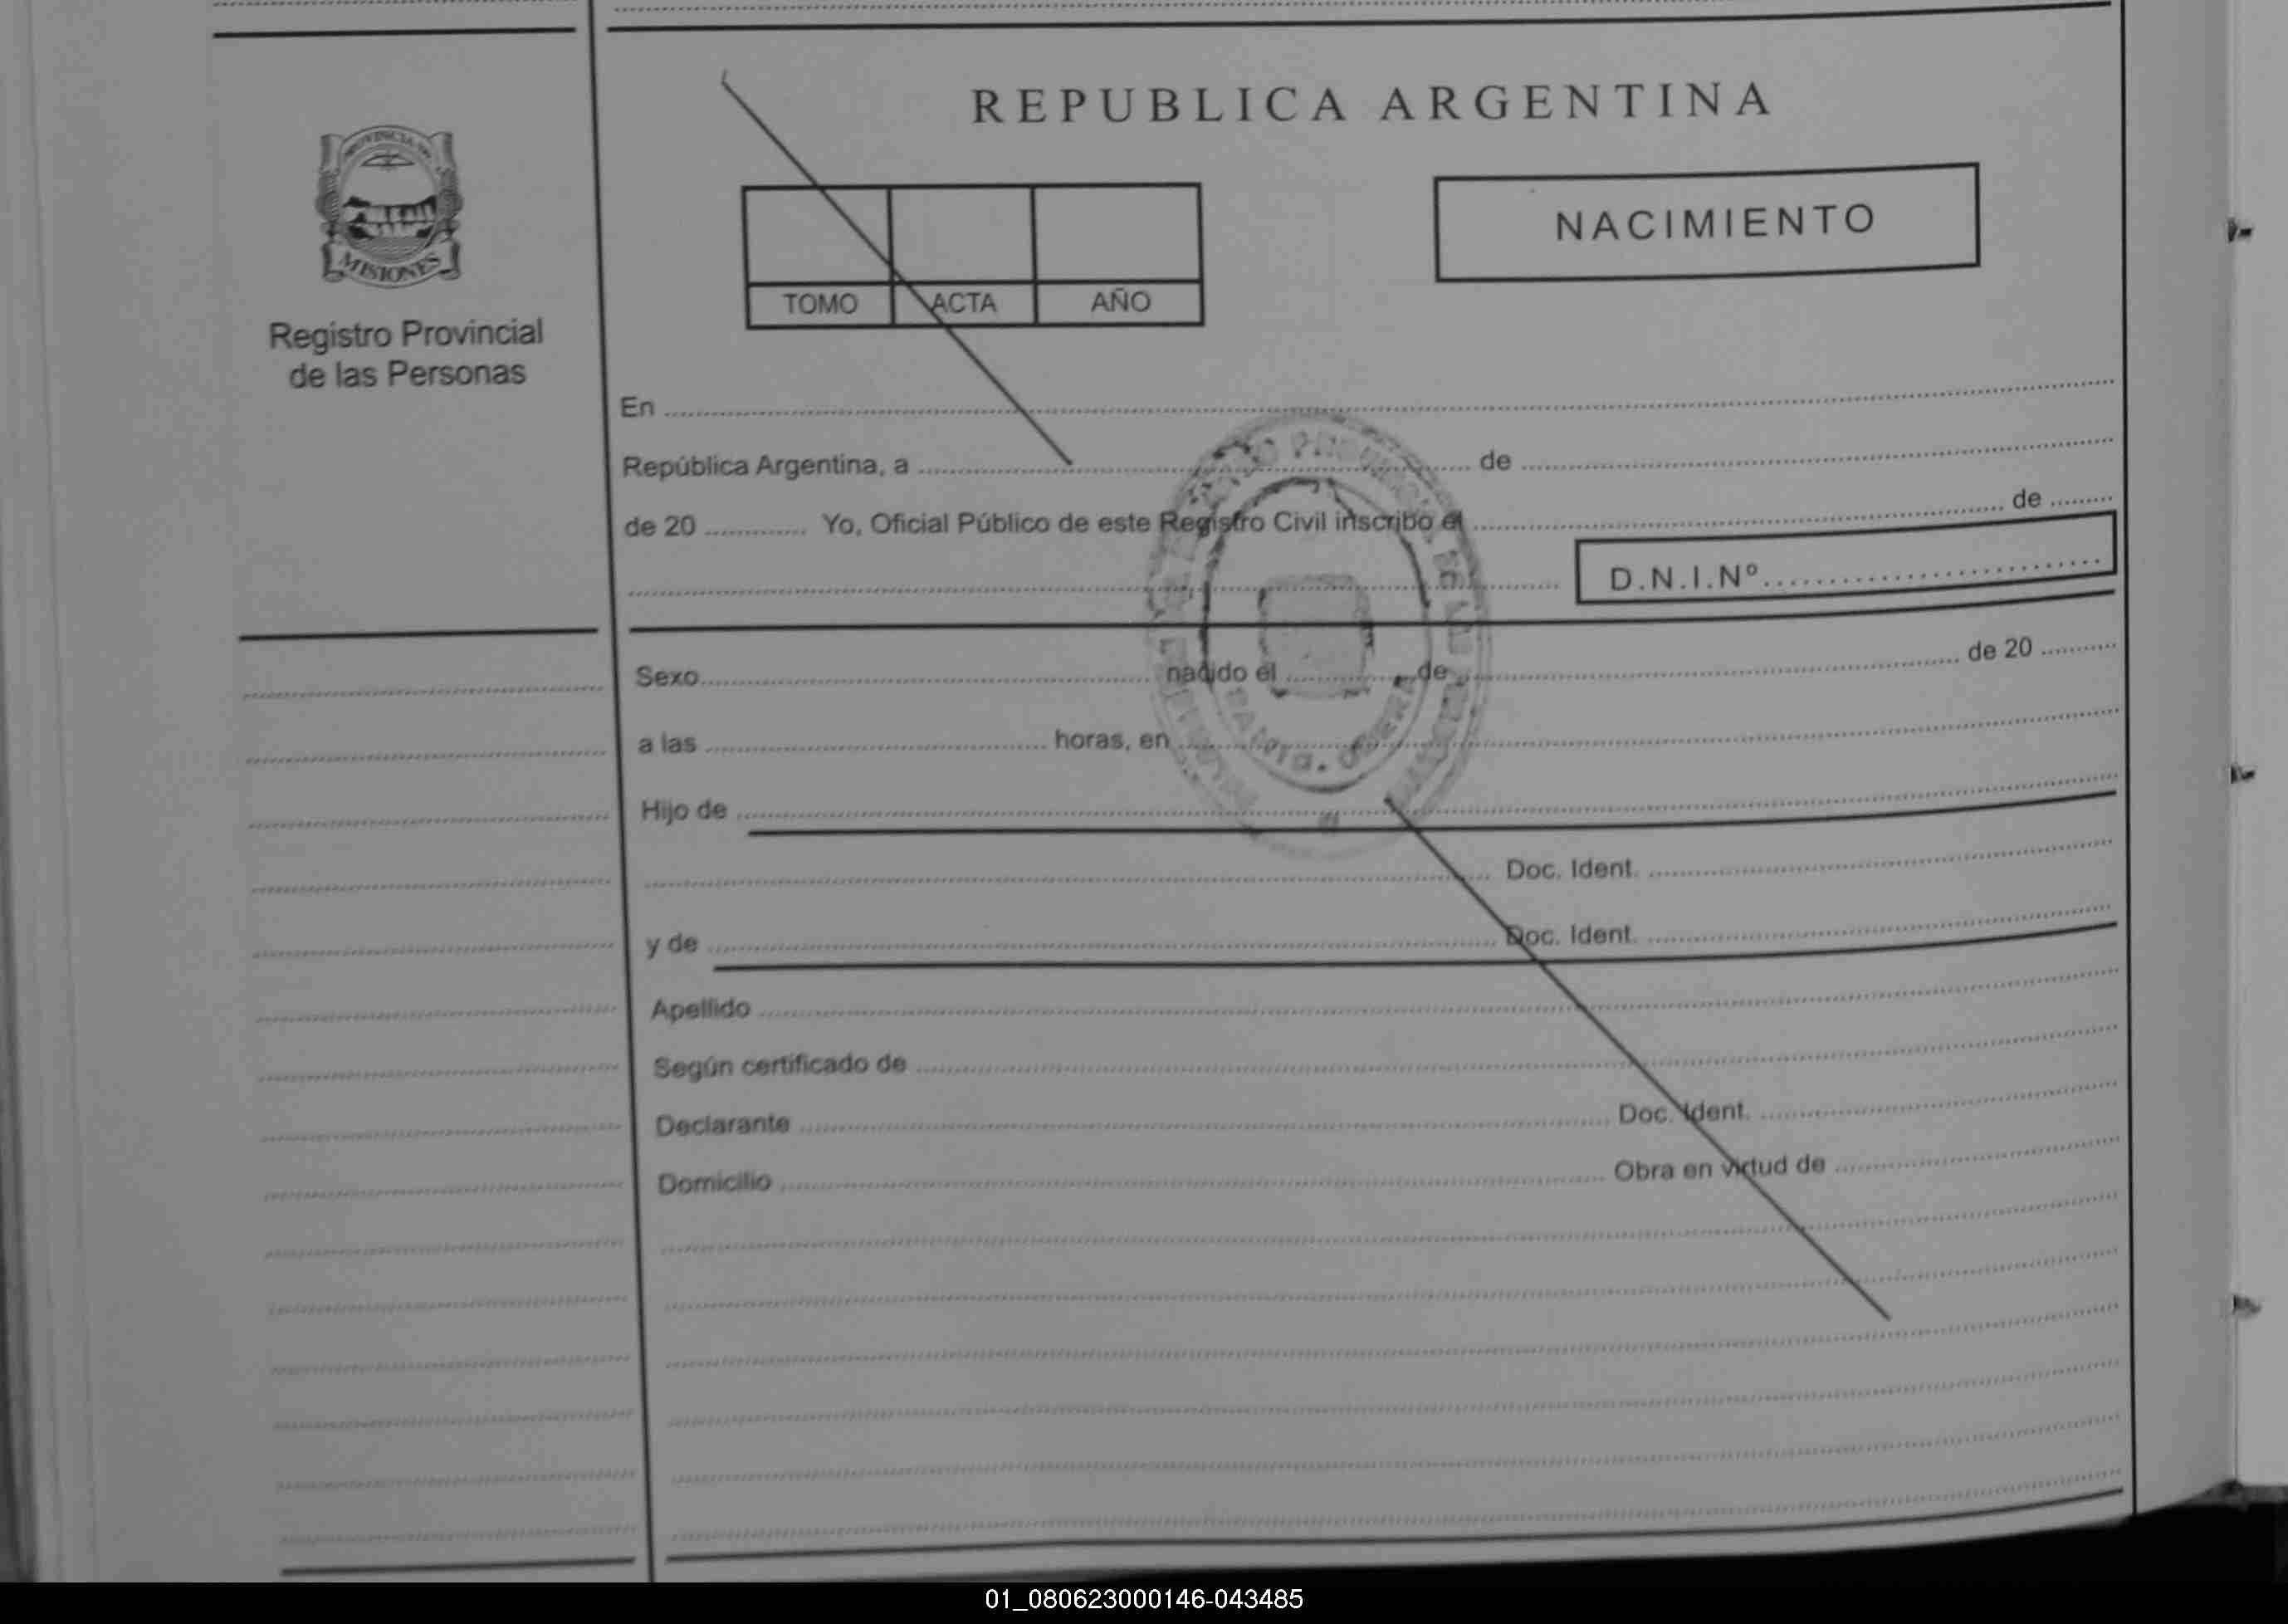 REPUBLICA ARGENTINA
PROVINCIA DE
MISIONES
Registro Provincial
de las Personas
NACIMIENTO
TOMO ACTA AÑO
En
República Argentina, a de
de 20 Yo, Oficial Público de este Registro Civil inscribo el de
D.N.I.Nº
Sexo nacido el de de 20
a las horas, en
Hijo de
Doc. Ident.
y de Doc. Ident.
Apellido
Según certificado de
Declarante Doc. Ident.
Domicilio Obra en virtud de
01_080623000146-043485